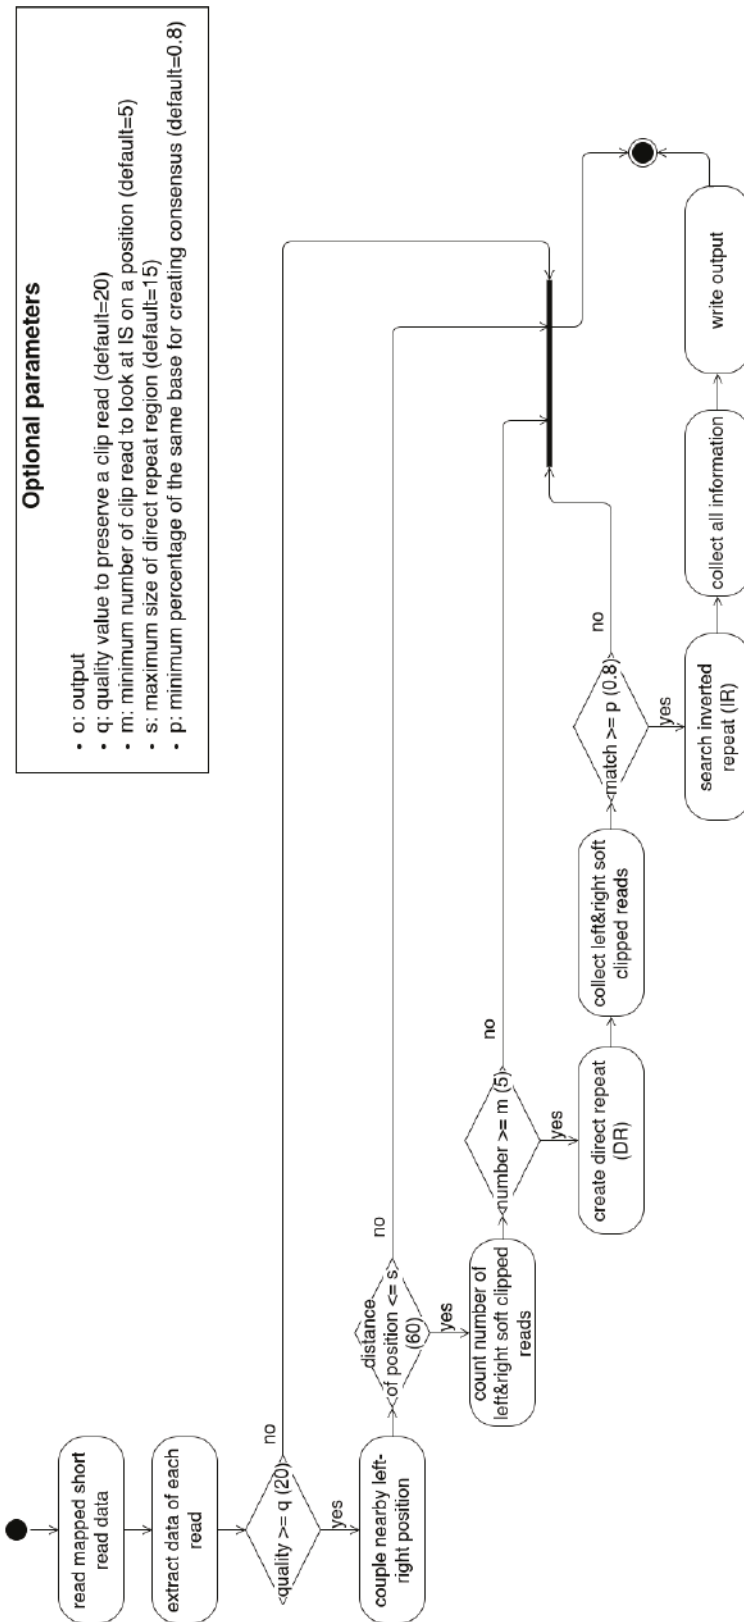 Optional parameters
• o: output
• q: quality value to preserve a clip read (default=20)
• m: minimum number of clip read to look at IS on a position (default=5)
• s: maximum size of direct repeat region (default=15)
• p: minimum percentage of the same base for creating consensus (default=0.8)
read mapped short
read data
extract data of each
read
quality >= q (20)
no
yes
couple nearby left-
right position
distance
of position <= s
(60)
no
yes
count number of
left&right soft clipped
reads
number >= m (5)
no
yes
create direct repeat
(DR)
collect left&right soft
clipped reads
match >= p (0.8)
no
yes
search inverted
repeat (IR)
collect all information
write output